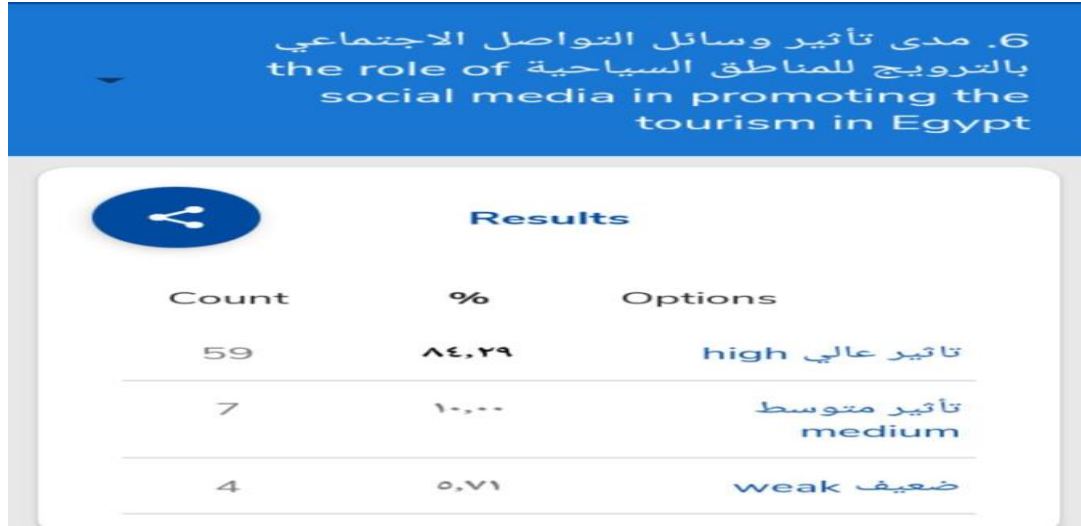 6. مدى تأثير وسائل التواصل الاجتماعي
بالترويج للمناطق السياحية the role of
social media in promoting the
tourism in Egypt
Results
Options % Count
تاثير عالي high ٨٤,٢٩ 59
تأثير متوسط ١٠,٠٠ 7
medium
ضعيف weak ٥,٧١ 4